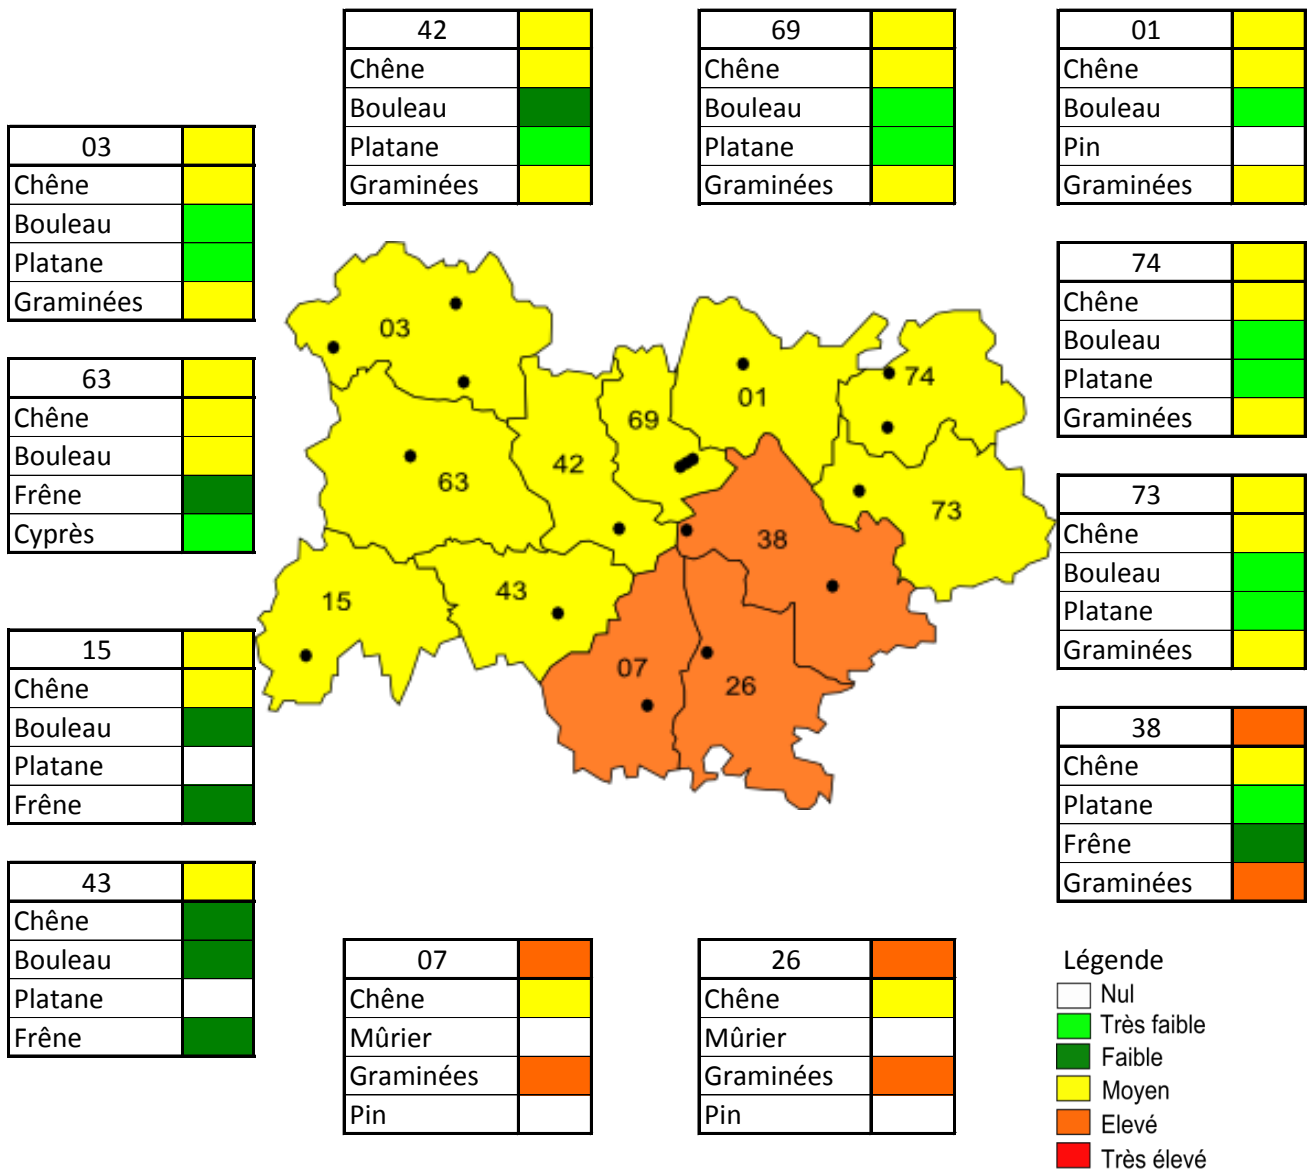 42
Chêne
Bouleau
Platane
Graminées
69
Chêne
Bouleau
Platane
Graminées
01
Chêne
Bouleau
Pin
Graminées
03
Chêne
Bouleau
Platane
Graminées
63
Chêne
Bouleau
Frêne
Cyprès
15
Chêne
Bouleau
Platane
Frêne
43
Chêne
Bouleau
Platane
Frêne
03
01
74
69
42
63
73
38
15
43
07
26
74
Chêne
Bouleau
Platane
Graminées
73
Chêne
Bouleau
Platane
Graminées
38
Chêne
Platane
Frêne
Graminées
07
Chêne
Mûrier
Graminées
Pin
26
Chêne
Mûrier
Graminées
Pin
Légende
Nul
Très faible
Faible
Moyen
Elevé
Très élevé